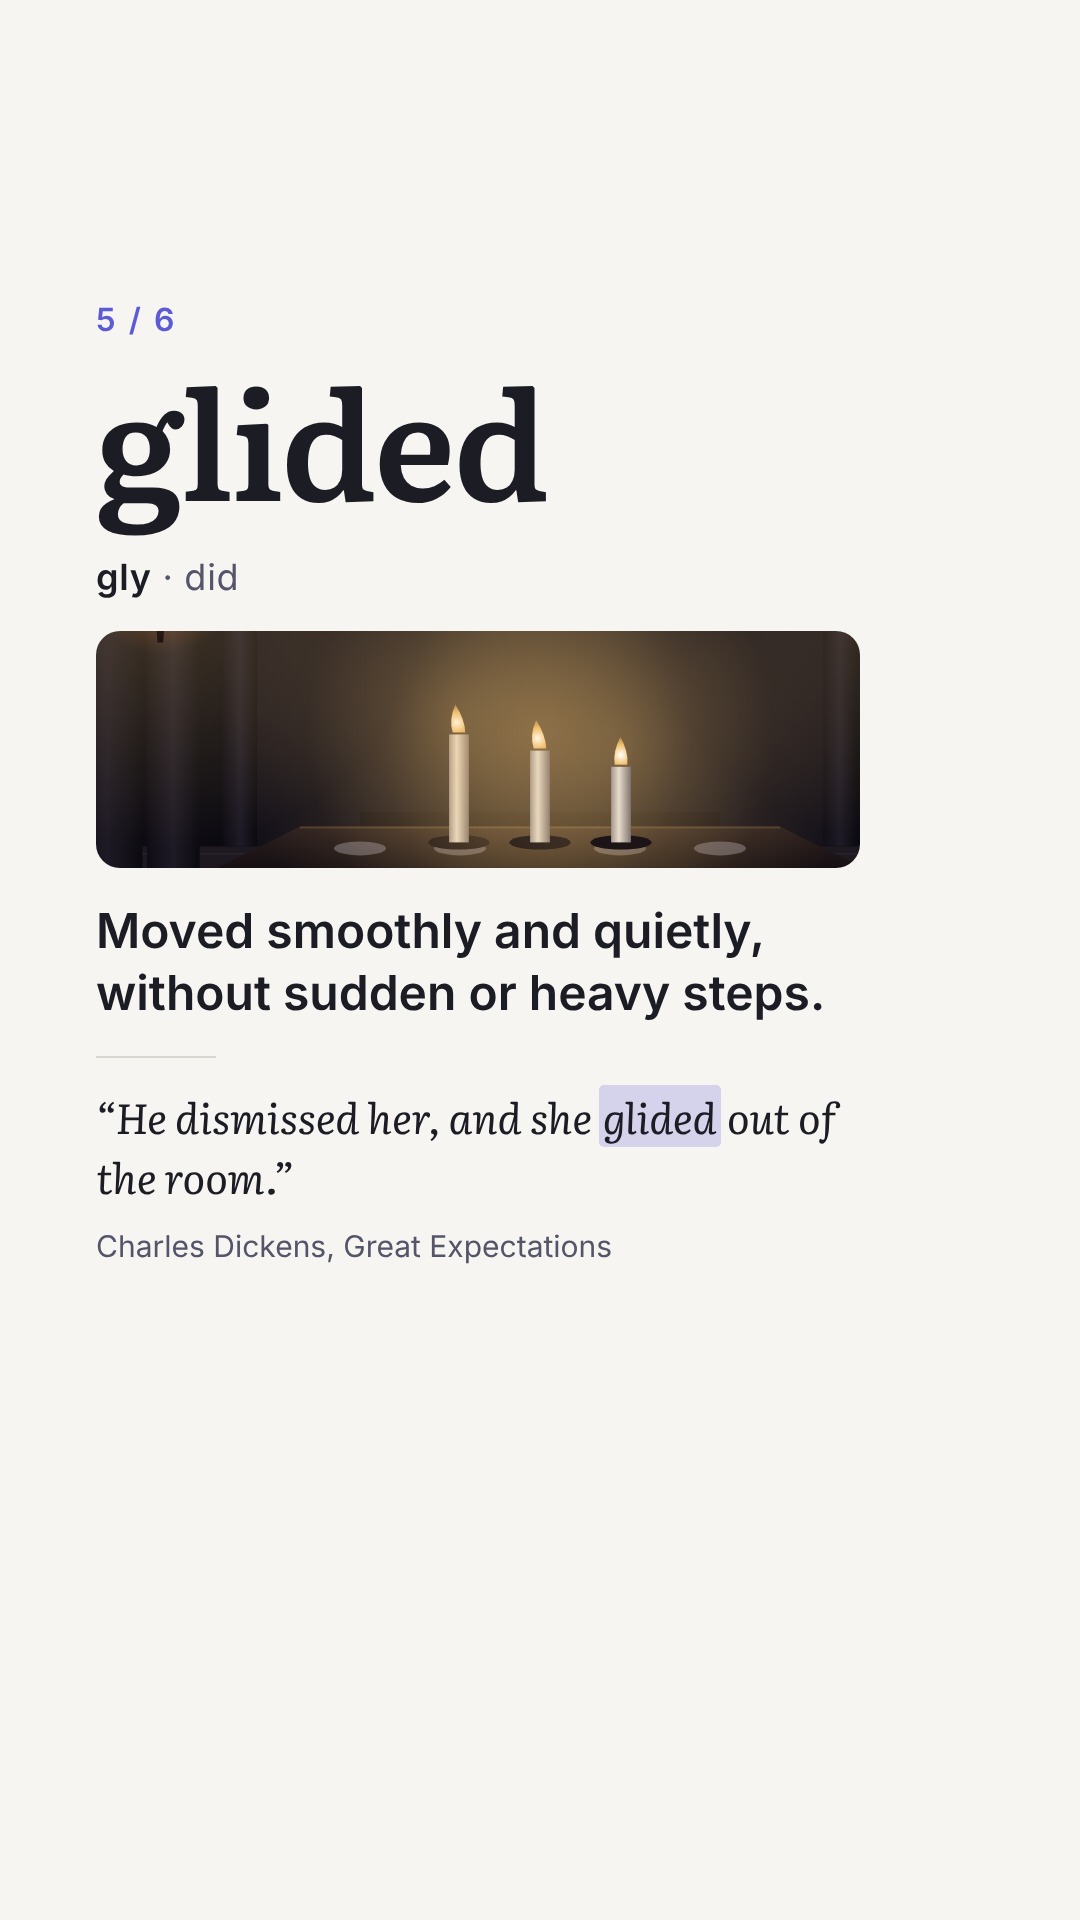 5 / 6
glided
gly · did
Moved smoothly and quietly,
without sudden or heavy steps.
“He dismissed her, and she glided out of
the room.”
Charles Dickens, Great Expectations